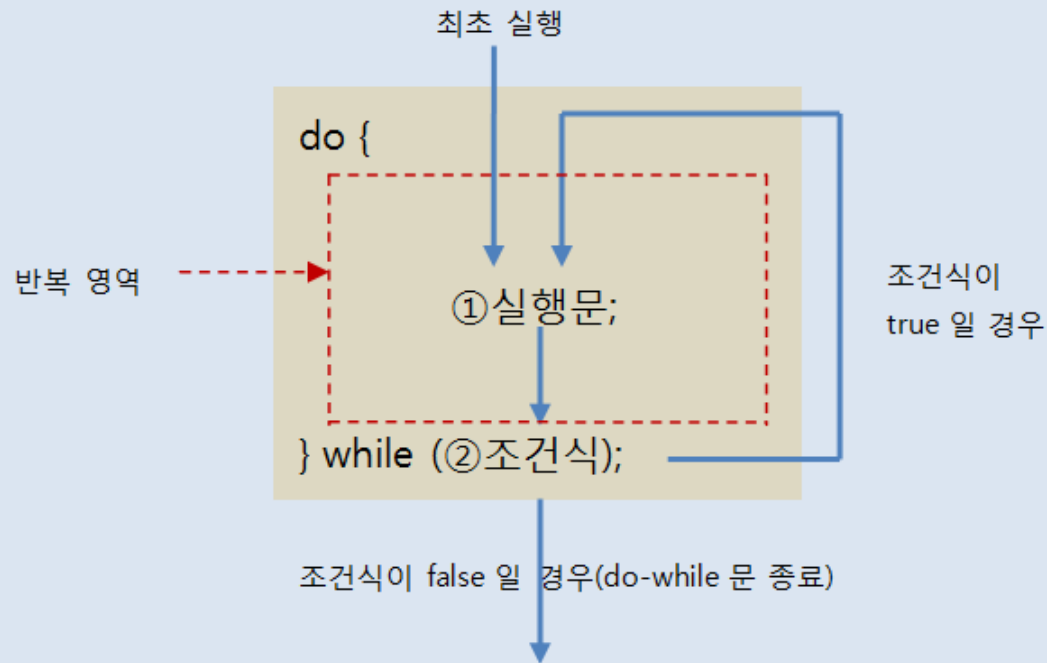 최초 실행
do {
반복 영역
①실행문;
조건식이
true 일 경우
} while (②조건식);
조건식이 false 일 경우(do-while 문 종료)